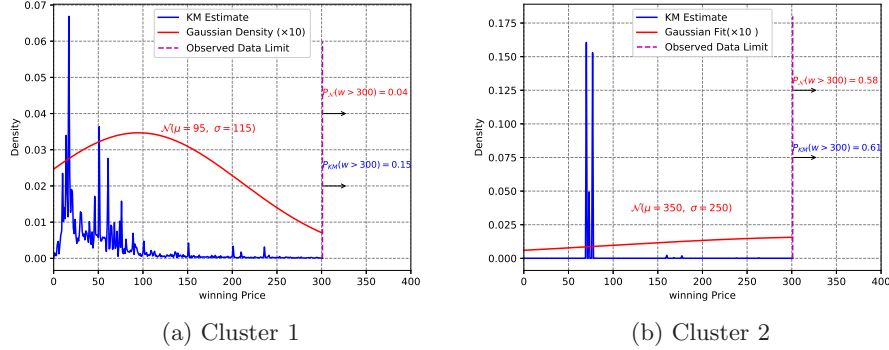 KM Estimate
Gaussian Density (×10)
Observed Data Limit
0.07
0.06
0.05
0.04
0.03
0.02
0.01
0.00
Density
P𝒩(w > 300) = 0.04
𝒩(μ = 95, σ = 115)
PKM(w > 300) = 0.15
0 50 100 150 200 250 300 350 400
winning Price
(a) Cluster 1
KM Estimate
Gaussian Fit(×10 )
Observed Data Limit
0.175
0.150
0.125
0.100
0.075
0.050
0.025
0.000
Density
P𝒩(w > 300) = 0.58
PKM(w > 300) = 0.61
𝒩(μ = 350, σ = 250)
0 50 100 150 200 250 300 350 400
winning Price
(b) Cluster 2